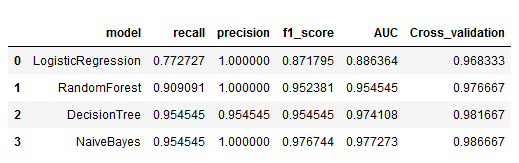 model recall precision f1_score AUC Cross_validation
0 LogisticRegression 0.772727 1.000000 0.871795 0.886364 0.968333
1 RandomForest 0.909091 1.000000 0.952381 0.954545 0.976667
2 DecisionTree 0.954545 0.954545 0.954545 0.974108 0.981667
3 NaiveBayes 0.954545 1.000000 0.976744 0.977273 0.986667